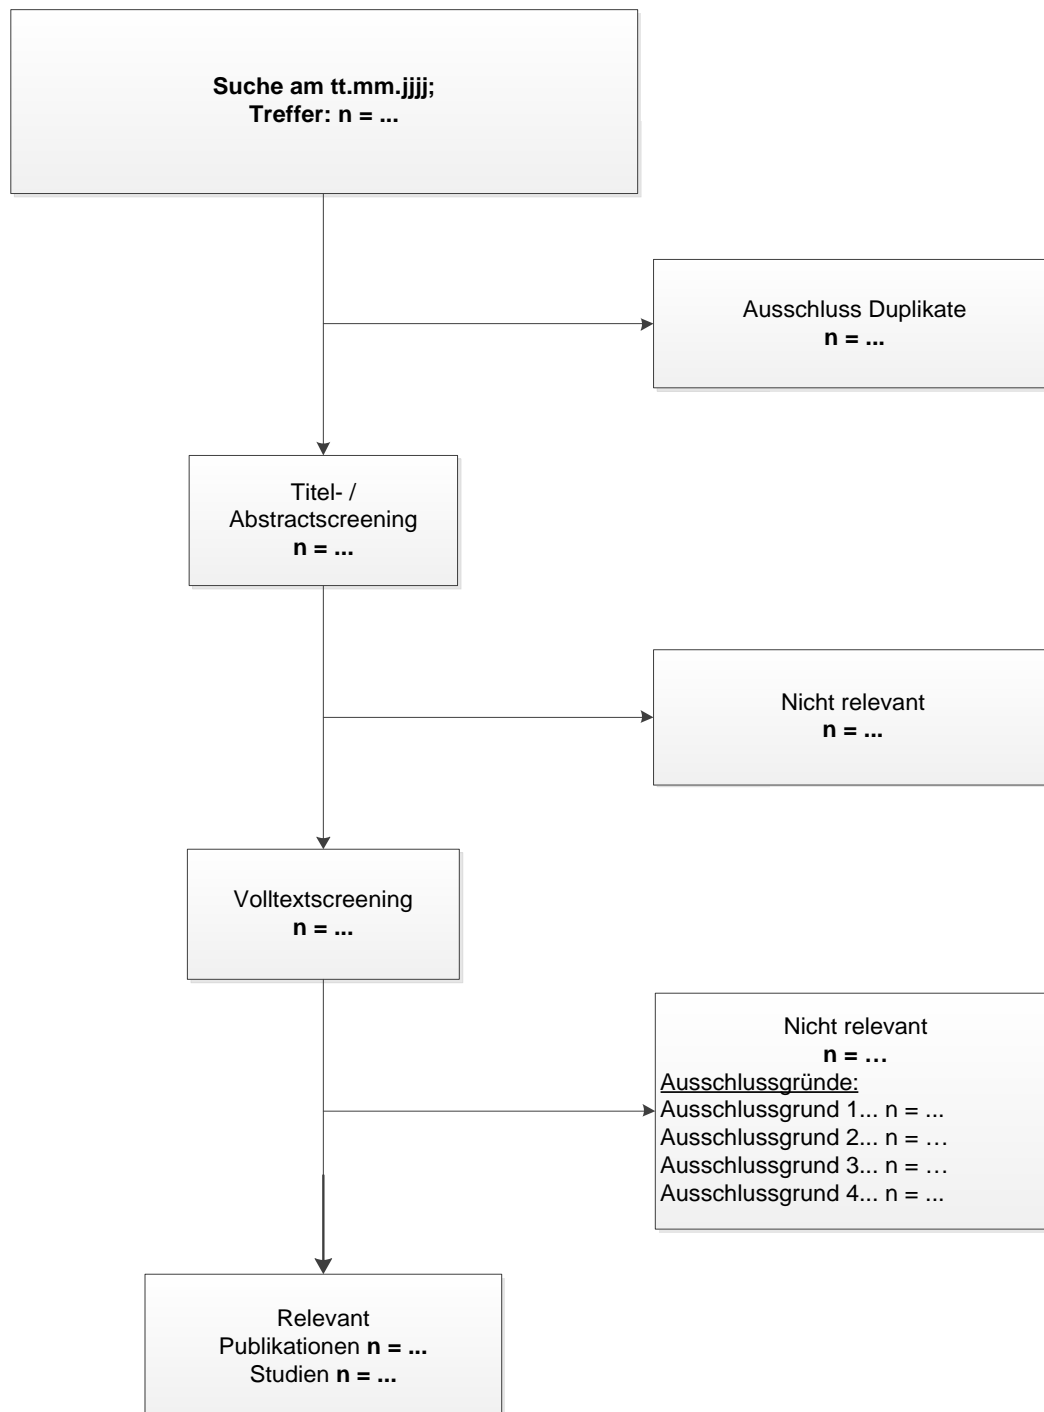 Suche am tt.mm.jjjj;
Treffer: n = ...
Ausschluss Duplikate
n = ...
Titel- /
Abstractscreening
n = ...
Nicht relevant
n = ...
Volltextscreening
n = ...
Nicht relevant
n = …
Ausschlussgründe:
Ausschlussgrund 1... n = ...
Ausschlussgrund 2... n = …
Ausschlussgrund 3... n = …
Ausschlussgrund 4... n = ...
Relevant
Publikationen n = ...
Studien n = ...